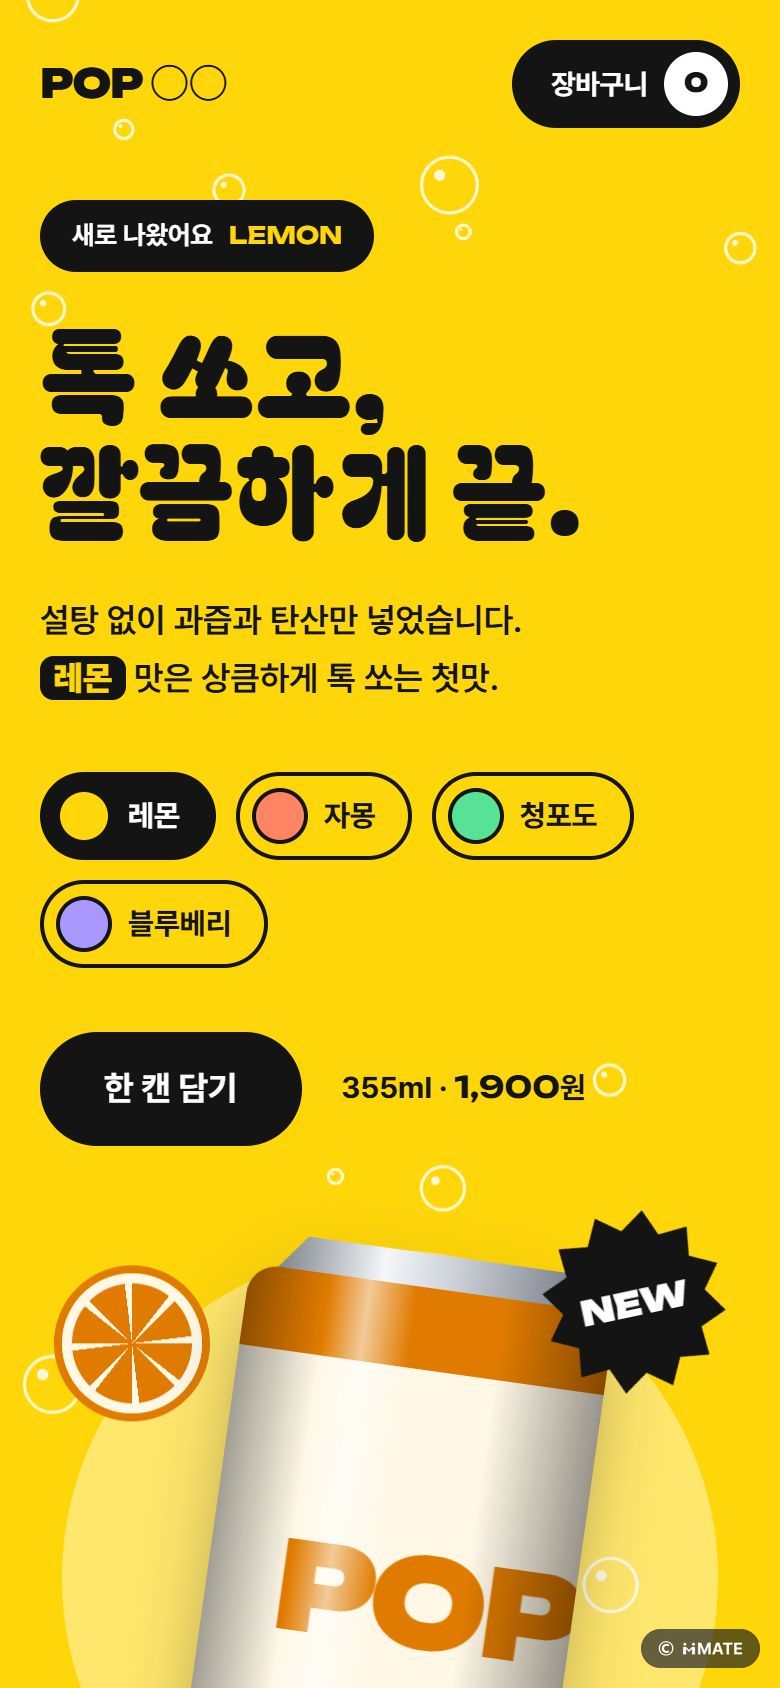 POP○○
장바구니 0
새로 나왔어요 LEMON
톡 쏘고,
깔끔하게 끝.
설탕 없이 과즙과 탄산만 넣었습니다.
레몬 맛은 상큼하게 톡 쏘는 첫맛.
레몬
자몽
청포도
블루베리
한 캔 담기
355ml · 1,900원
NEW
POP
© MATE